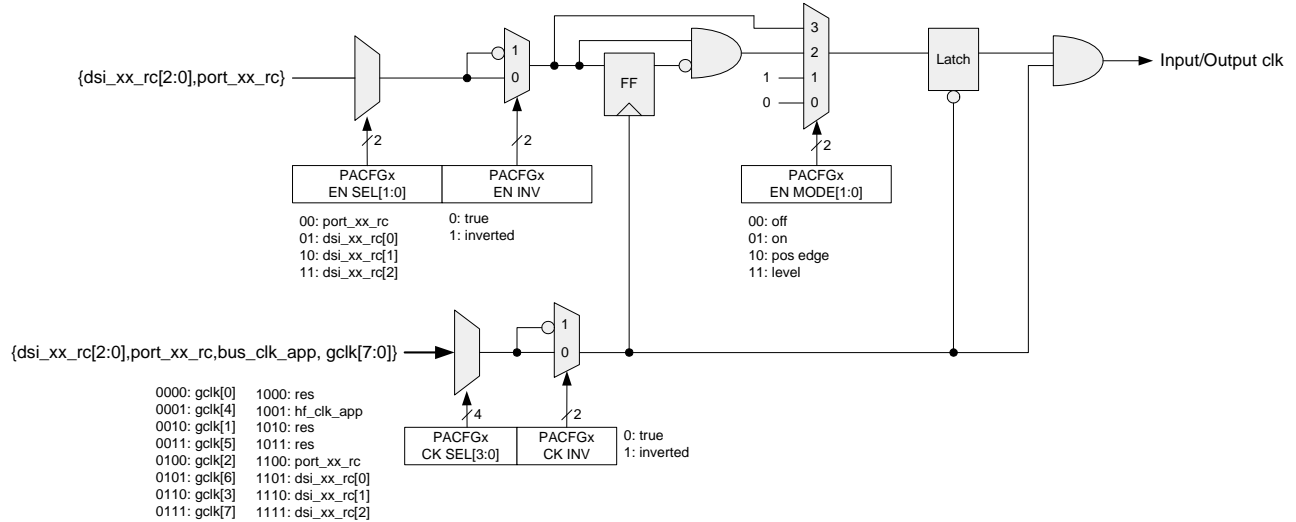 3
1
2
{dsi_xx_rc[2:0],port_xx_rc}
0
FF
1
1
0
0
Latch
Input/Output clk
2
2
2
PACFGx
EN SEL[1:0]
PACFGx
EN INV
PACFGx
EN MODE[1:0]
00: port_xx_rc
01: dsi_xx_rc[0]
10: dsi_xx_rc[1]
11: dsi_xx_rc[2]
0: true
1: inverted
00: off
01: on
10: pos edge
11: level
1
0
{dsi_xx_rc[2:0],port_xx_rc,bus_clk_app, gclk[7:0]}
0000: gclk[0]
0001: gclk[4]
0010: gclk[1]
0011: gclk[5]
0100: gclk[2]
0101: gclk[6]
0110: gclk[3]
0111: gclk[7]
1000: res
1001: hf_clk_app
1010: res
1011: res
1100: port_xx_rc
1101: dsi_xx_rc[0]
1110: dsi_xx_rc[1]
1111: dsi_xx_rc[2]
4
2
PACFGx
CK SEL[3:0]
PACFGx
CK INV
0: true
1: inverted